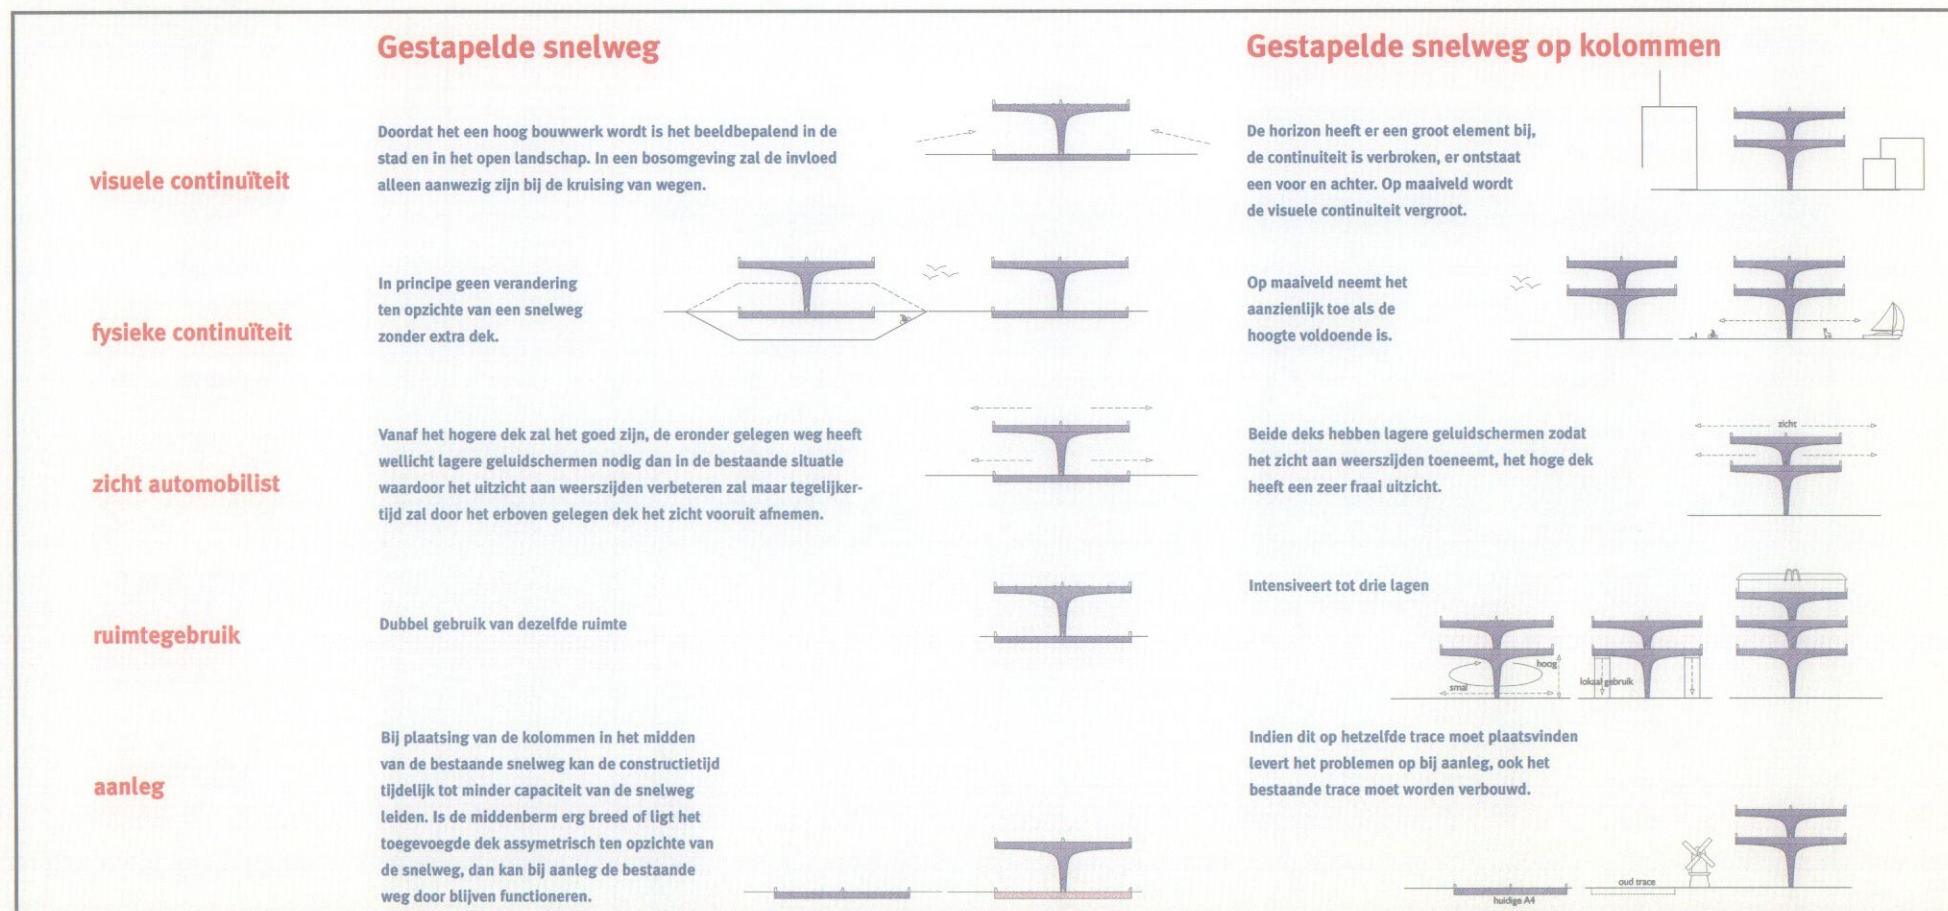 Gestapelde snelweg
Gestapelde snelweg op kolommen
visuele continuïteit
Doordat het een hoog bouwwerk wordt is het beeldbepalend in de
stad en in het open landschap. In een bosomgeving zal de invloed
alleen aanwezig zijn bij de kruising van wegen.
De horizon heeft er een groot element bij,
de continuiteit is verbroken, er ontstaat
een voor en achter. Op maaiveld wordt
de visuele continuiteit vergroot.
fysieke continuïteit
In principe geen verandering
ten opzichte van een snelweg
zonder extra dek.
Op maaiveld neemt het
aanzienlijk toe als de
hoogte voldoende is.
zicht automobilist
Vanaf het hogere dek zal het goed zijn, de eronder gelegen weg heeft
wellicht lagere geluidschermen nodig dan in de bestaande situatie
waardoor het uitzicht aan weerszijden verbeteren zal maar tegelijker-
tijd zal door het erboven gelegen dek het zicht vooruit afnemen.
Beide deks hebben lagere geluidschermen zodat
het zicht aan weerszijden toeneemt, het hoge dek
heeft een zeer fraai uitzicht.
zicht
ruimtegebruik
Dubbel gebruik van dezelfde ruimte
Intensiveert tot drie lagen
hoog
smal
lokaal gebruik
aanleg
Bij plaatsing van de kolommen in het midden
van de bestaande snelweg kan de constructietijd
tijdelijk tot minder capaciteit van de snelweg
leiden. Is de middenberm erg breed of ligt het
toegevoegde dek assymetrisch ten opzichte van
de snelweg, dan kan bij aanleg de bestaande
weg door blijven functioneren.
Indien dit op hetzelfde trace moet plaatsvinden
levert het problemen op bij aanleg, ook het
bestaande trace moet worden verbouwd.
huidige A4
oud trace